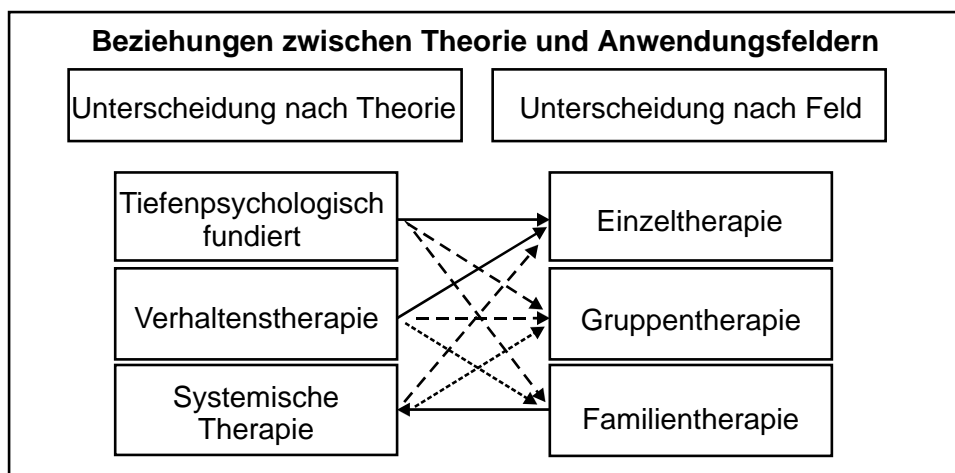 Beziehungen zwischen Theorie und Anwendungsfeldern
Unterscheidung nach Theorie
Unterscheidung nach Feld
Tiefenpsychologisch
fundiert
Einzeltherapie
Verhaltenstherapie
Gruppentherapie
Systemische
Therapie
Familientherapie